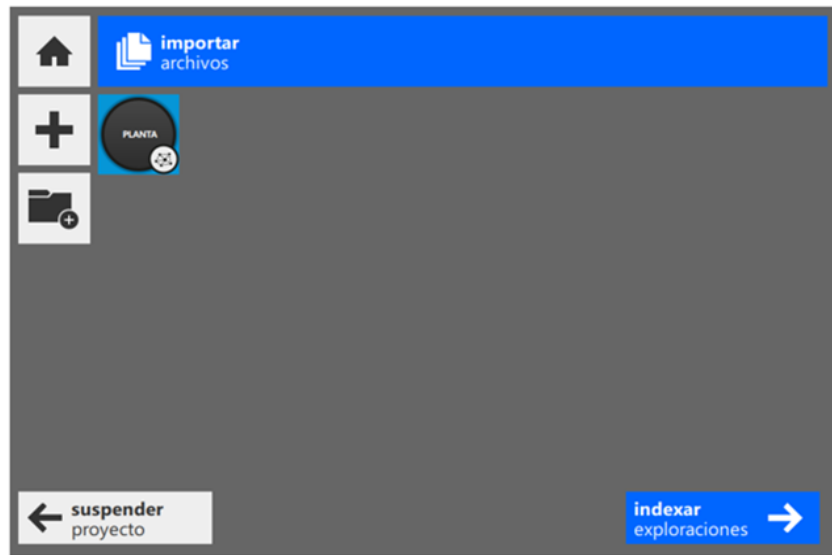 importar
archivos
PLANTA
suspender
proyecto
indexar
exploraciones